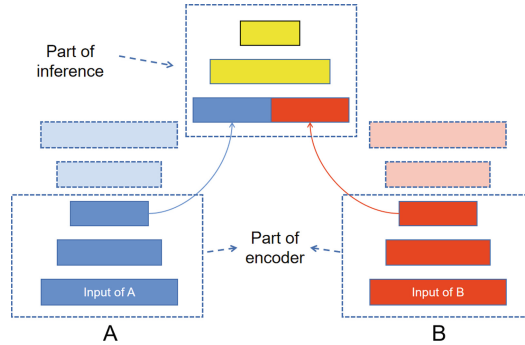 Part of
inference
Part of
encoder
Input of A
Input of B
A
B